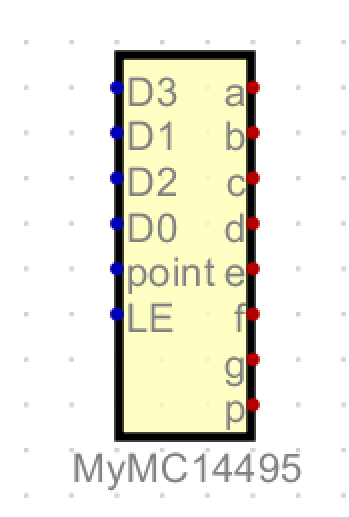 D3 a
D1 b
D2 c
D0 d
point e
LE f
g
p
MyMC14495